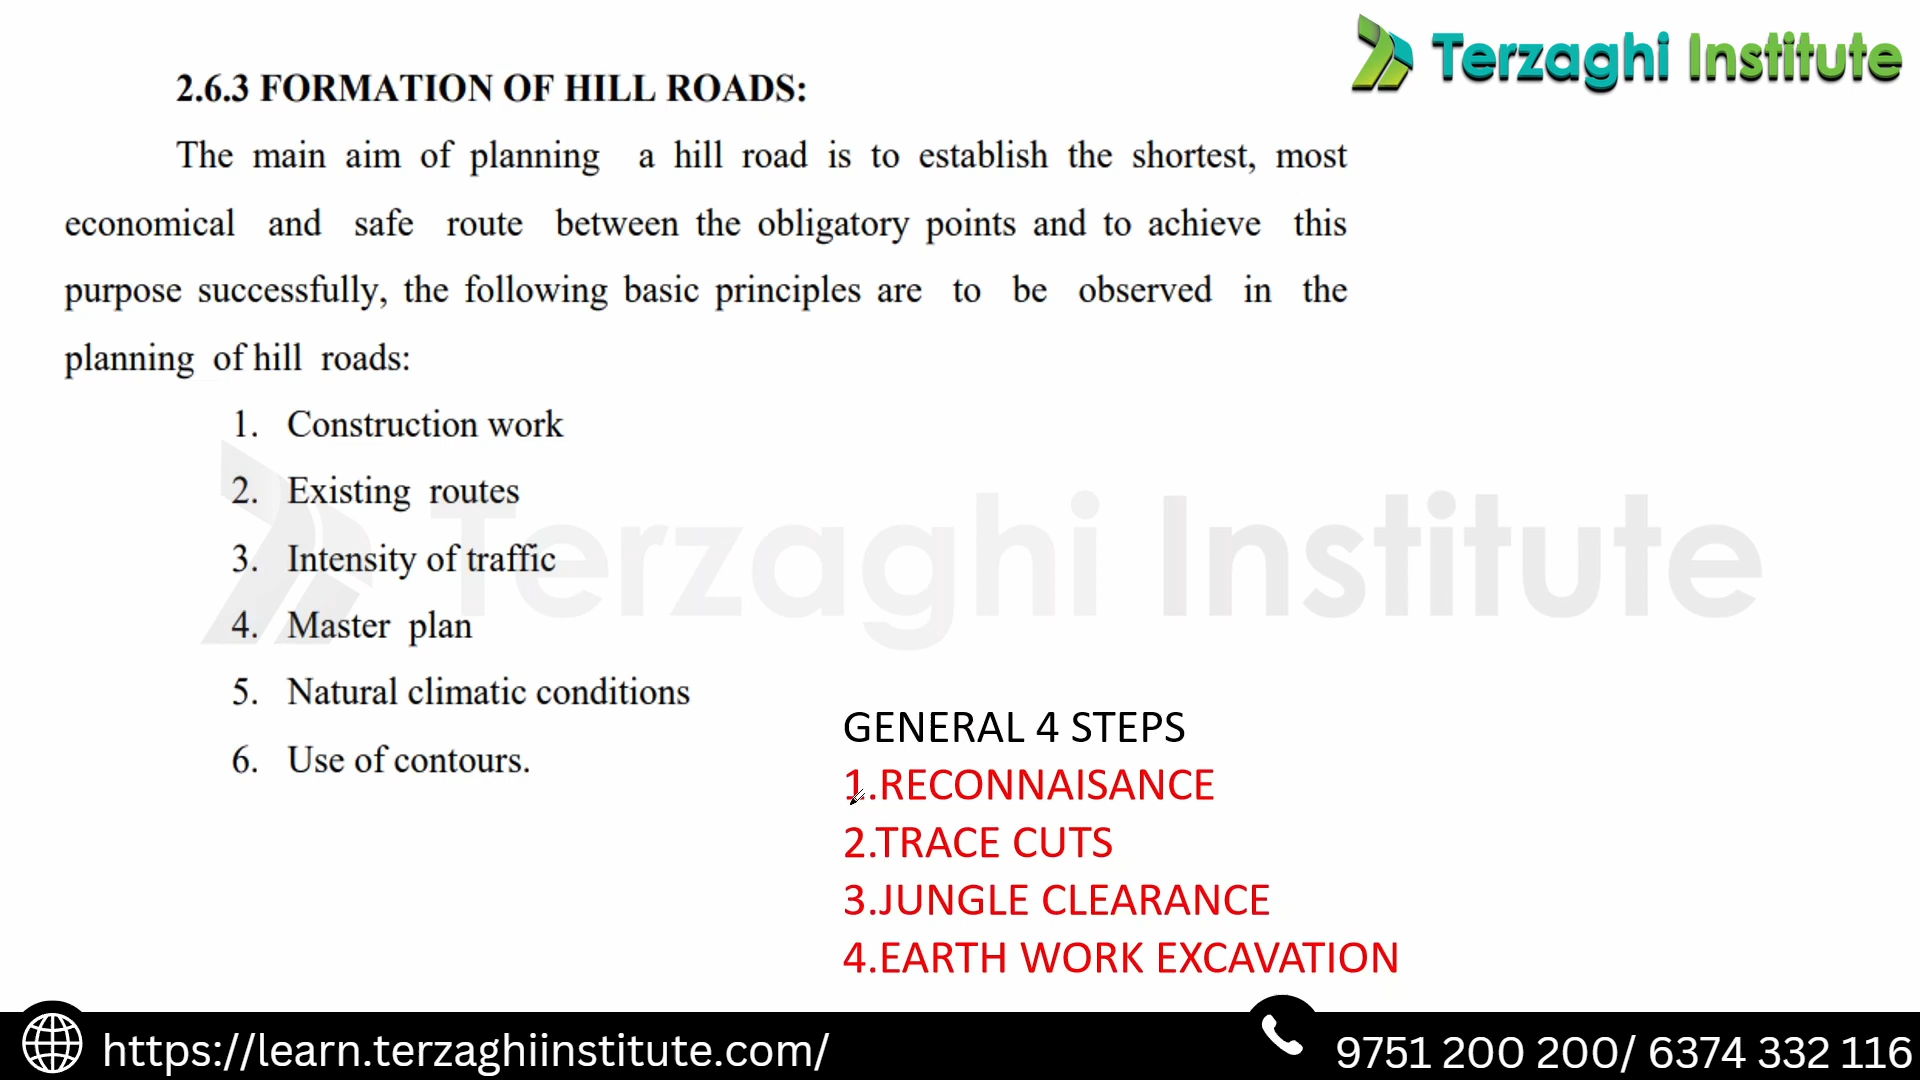 Terzaghi Institute
2.6.3 FORMATION OF HILL ROADS:
The main aim of planning a hill road is to establish the shortest, most
economical and safe route between the obligatory points and to achieve this
purpose successfully, the following basic principles are to be observed in the
planning of hill roads:
1. Construction work
2. Existing routes
3. Intensity of traffic
4. Master plan
5. Natural climatic conditions
6. Use of contours.
Terzaghi Institute
GENERAL 4 STEPS
1.RECONNAISANCE
2.TRACE CUTS
3.JUNGLE CLEARANCE
4.EARTH WORK EXCAVATION
https://learn.terzaghiinstitute.com/
9751 200 200/ 6374 332 116